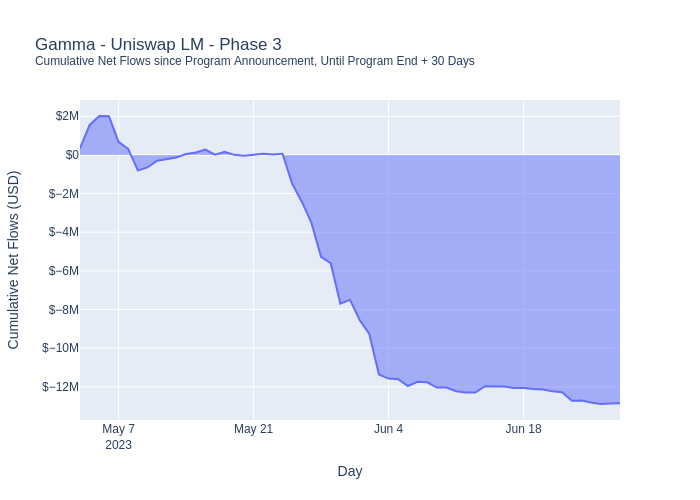 Gamma - Uniswap LM - Phase 3
Cumulative Net Flows since Program Announcement, Until Program End + 30 Days
Cumulative Net Flows (USD)
$2M
$0
$−2M
$−4M
$−6M
$−8M
$−10M
$−12M
May 7
2023
May 21
Jun 4
Jun 18
Day